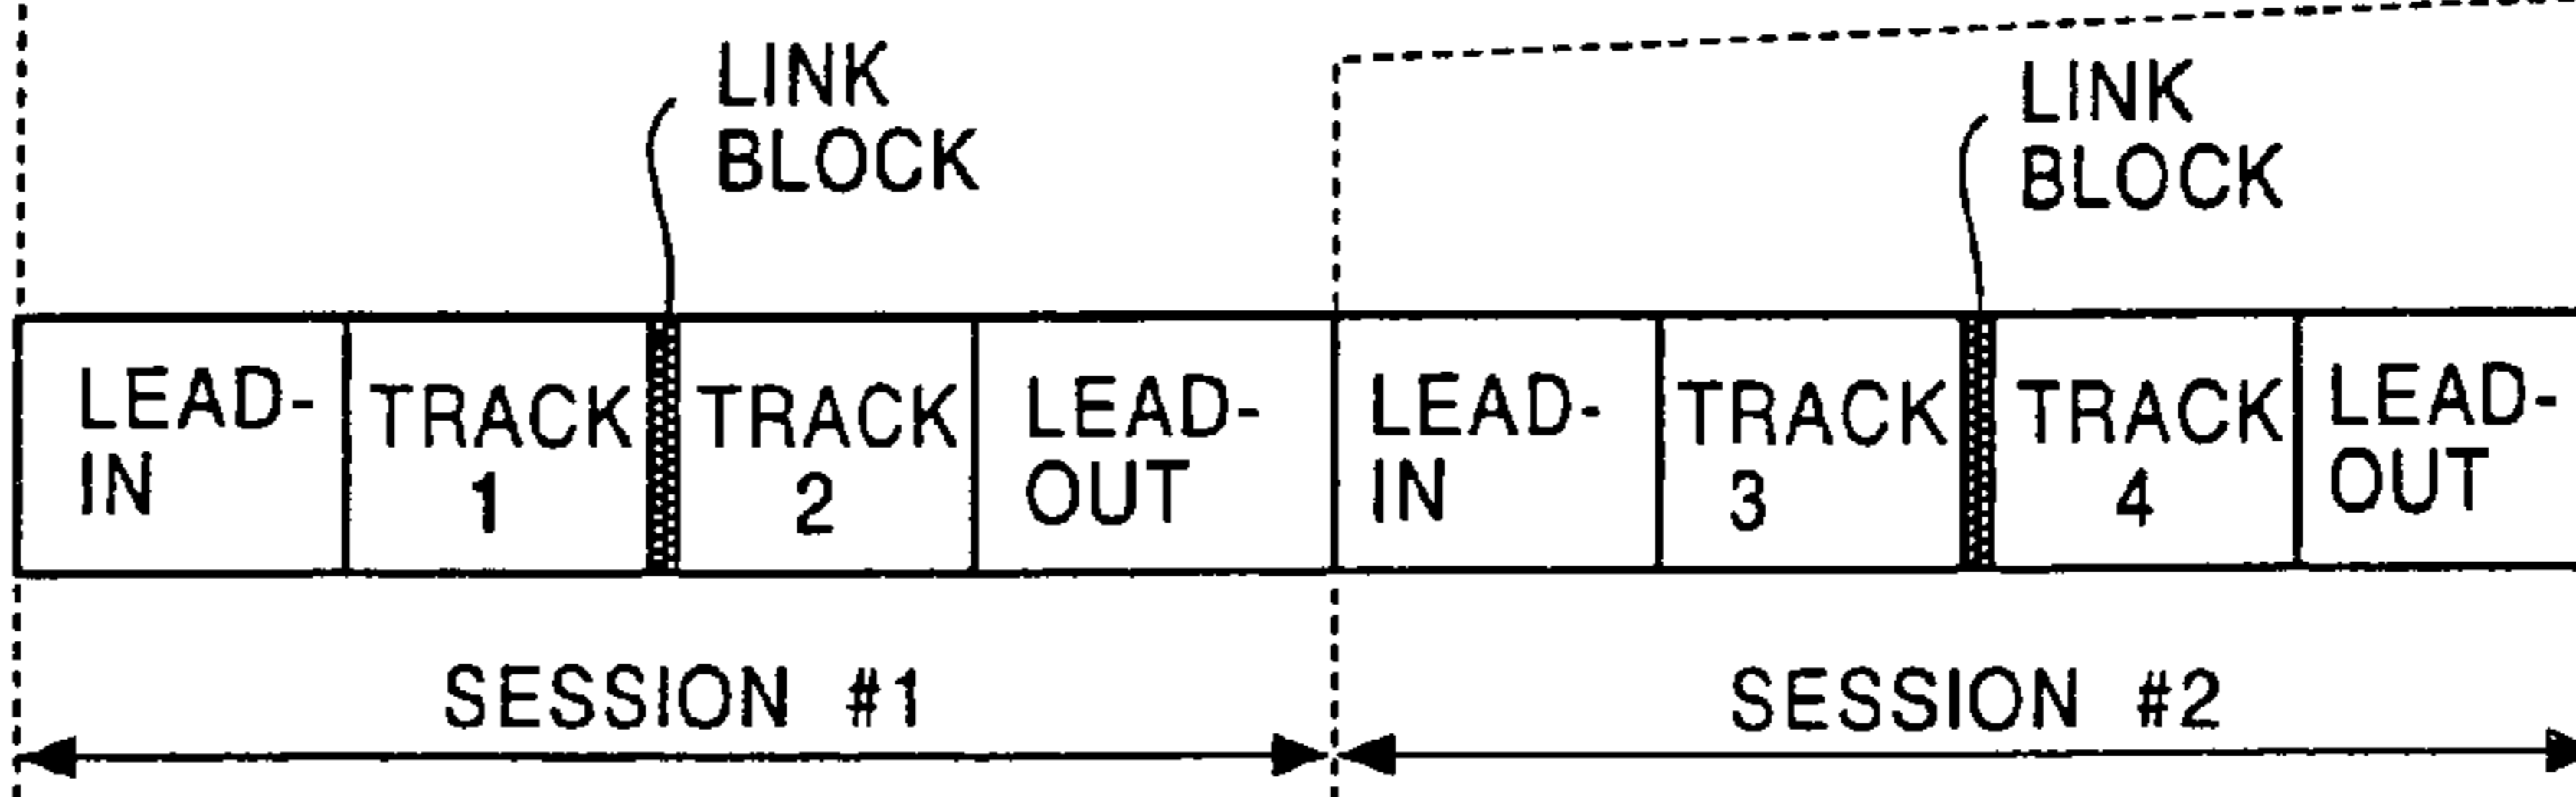 LINK
BLOCK
LINK
BLOCK
LEAD-
IN
TRACK
1
TRACK
2
LEAD-
OUT
LEAD-
IN
TRACK
3
TRACK
4
LEAD-
OUT
SESSION #1
SESSION #2